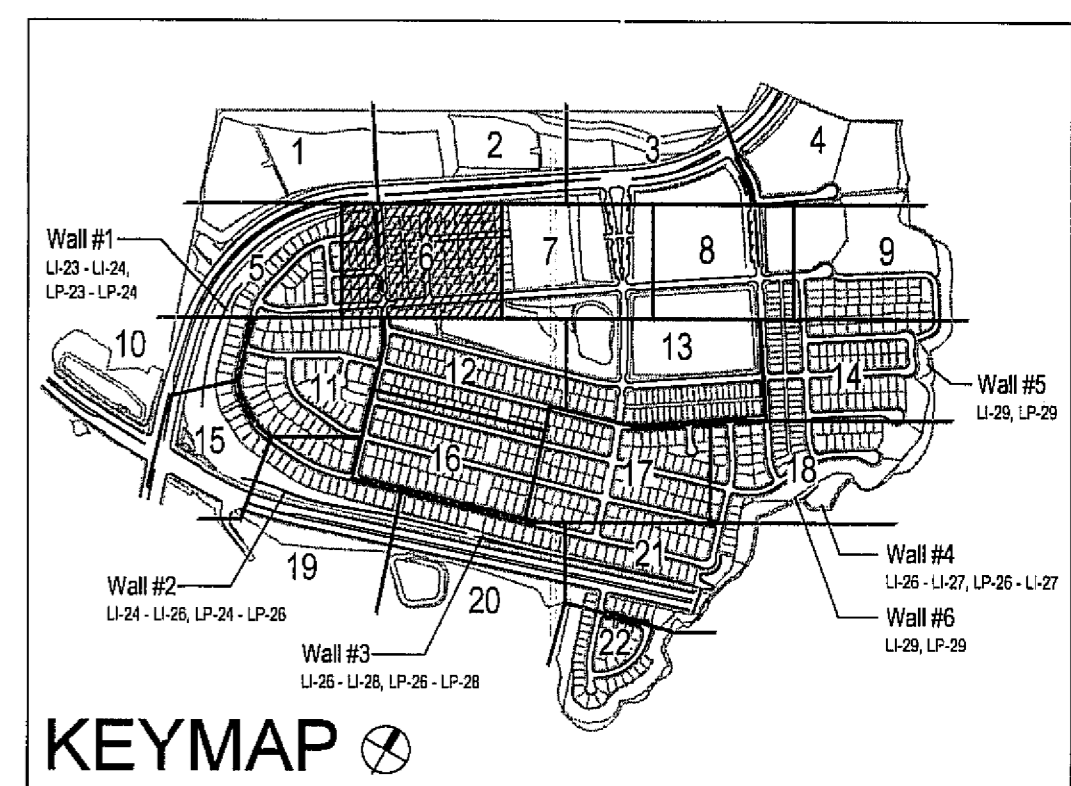 1
2
3
4
Wall #1
LI-23 - LI-24,
LP-23 - LP-24
5
6
7
8
9
10
11
12
13
14
Wall #5
LI-29, LP-29
15
16
17
18
Wall #4
LI-26 - LI-27, LP-26 - LI-27
19
20
21
Wall #2
LI-24 - LI-26, LP-24 - LP-26
Wall #6
LI-29, LP-29
22
Wall #3
LI-26 - LI-28, LP-26 - LP-28
KEYMAP